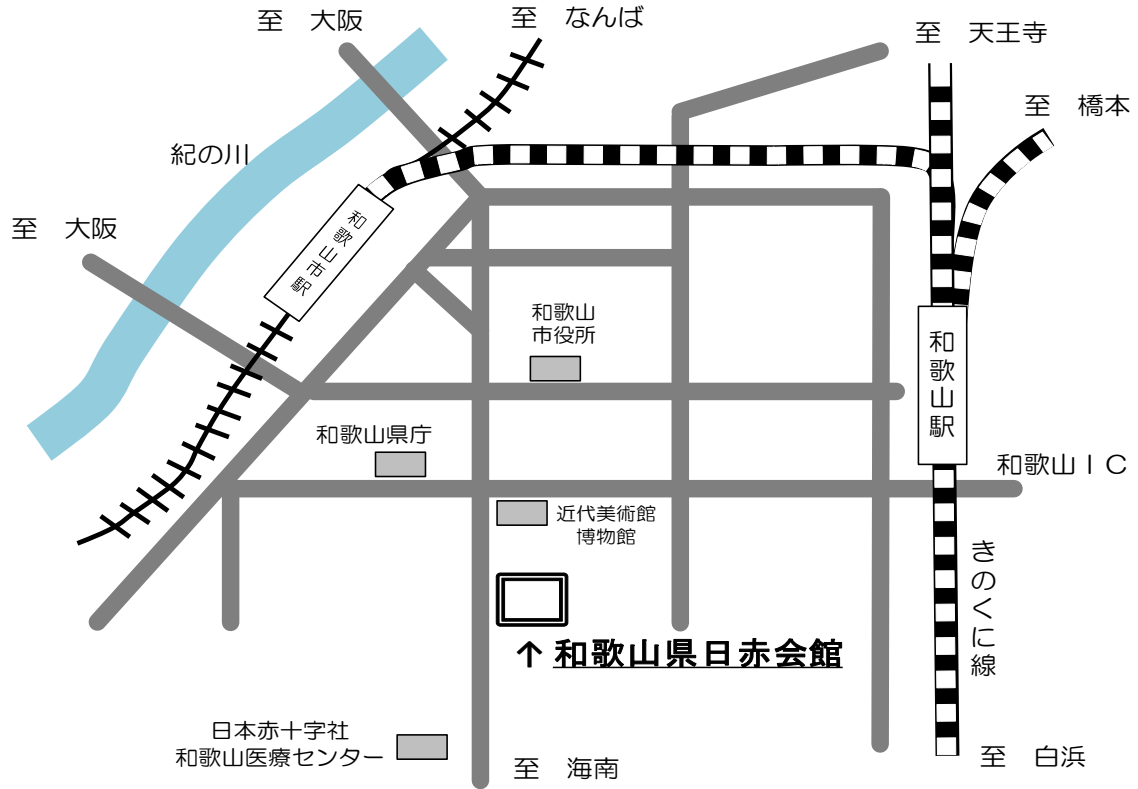 至　大阪
至　なんば
至　天王寺
至　橋本
紀の川
至　大阪
和歌山市駅
和歌山
市役所
和歌山駅
和歌山県庁
和歌山ＩＣ
近代美術館
博物館
きのくに線
↑ 和歌山県日赤会館
日本赤十字社
和歌山医療センター
至　海南
至　白浜